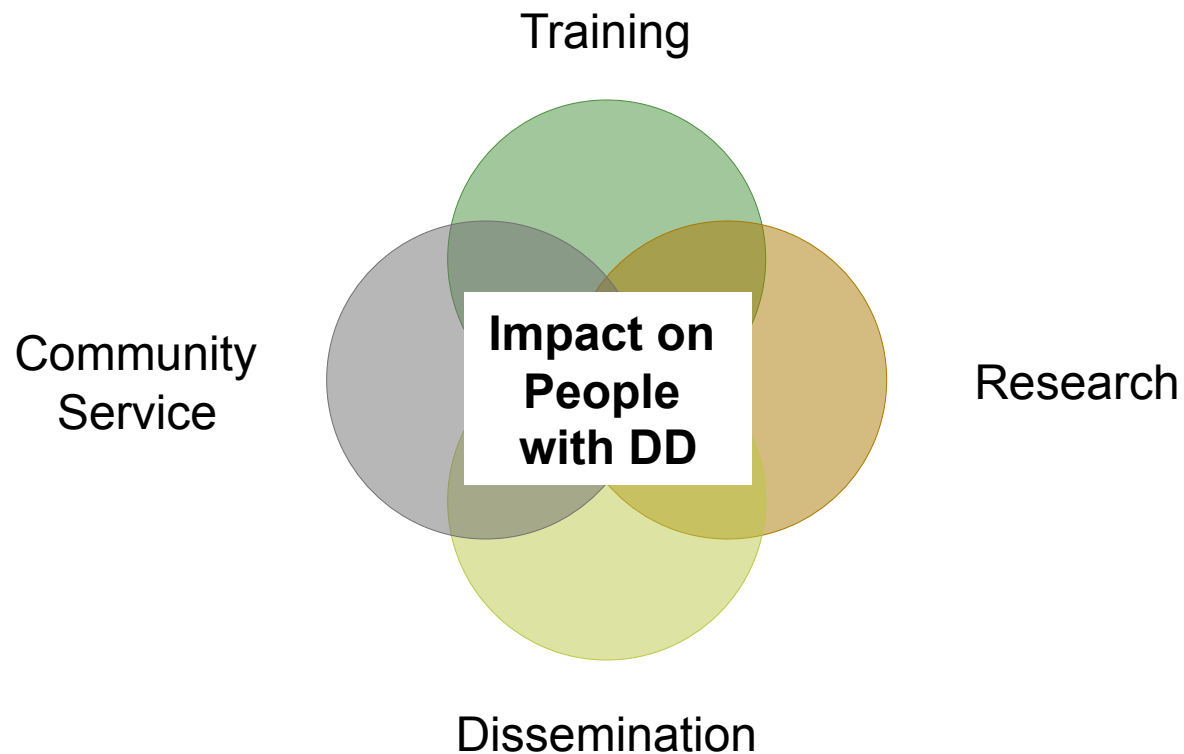 Training
Community
Service
Impact on
People
with DD
Research
Dissemination